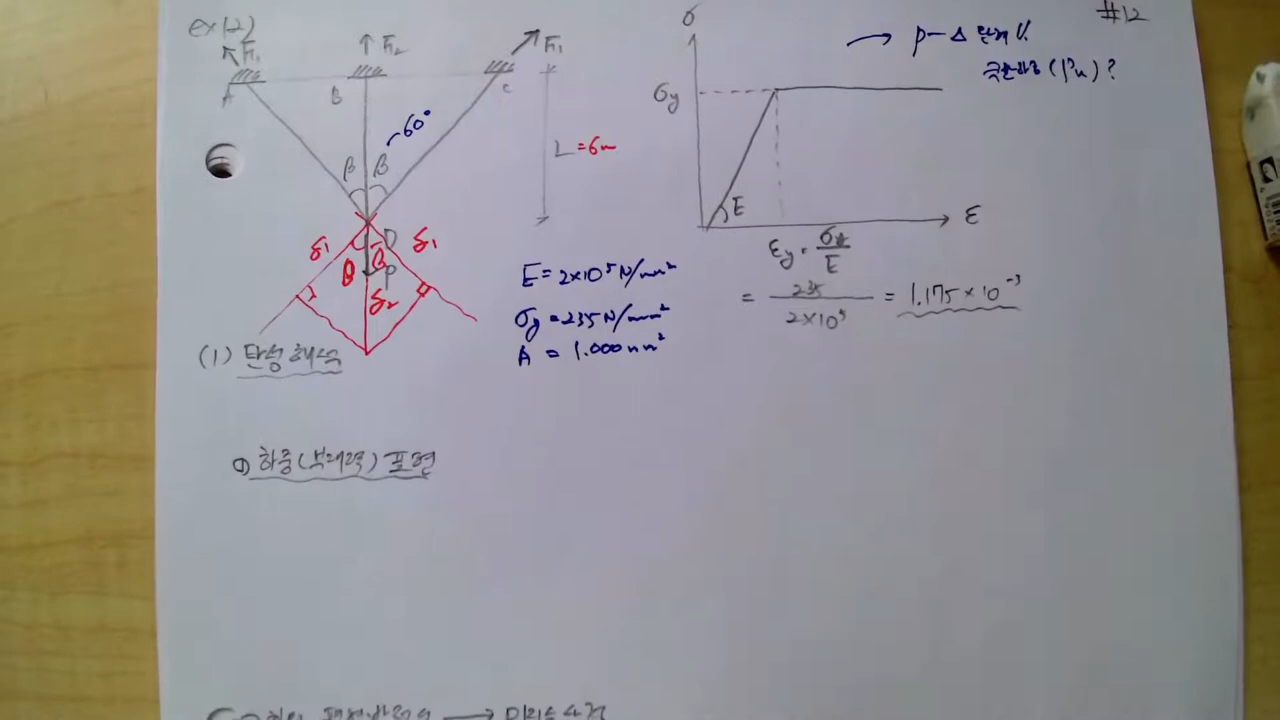 ex12)
#12
F₁
F₂
F₁
A
B
C
β
β
60°
L = 6m
D
P
δ₁
δ₁
θ
β
δ₂
σ
σy
E
ε
→ P-Δ 관계 V.
극한하중 (Pu) ?
εy = σy / E
= 235 / 2×10⁵ = 1.175×10⁻³
E = 2×10⁵ N/mm²
σy = 235 N/mm²
A = 1.000 mm²
(1) 탄성해석
① 하중(부재력) 표현